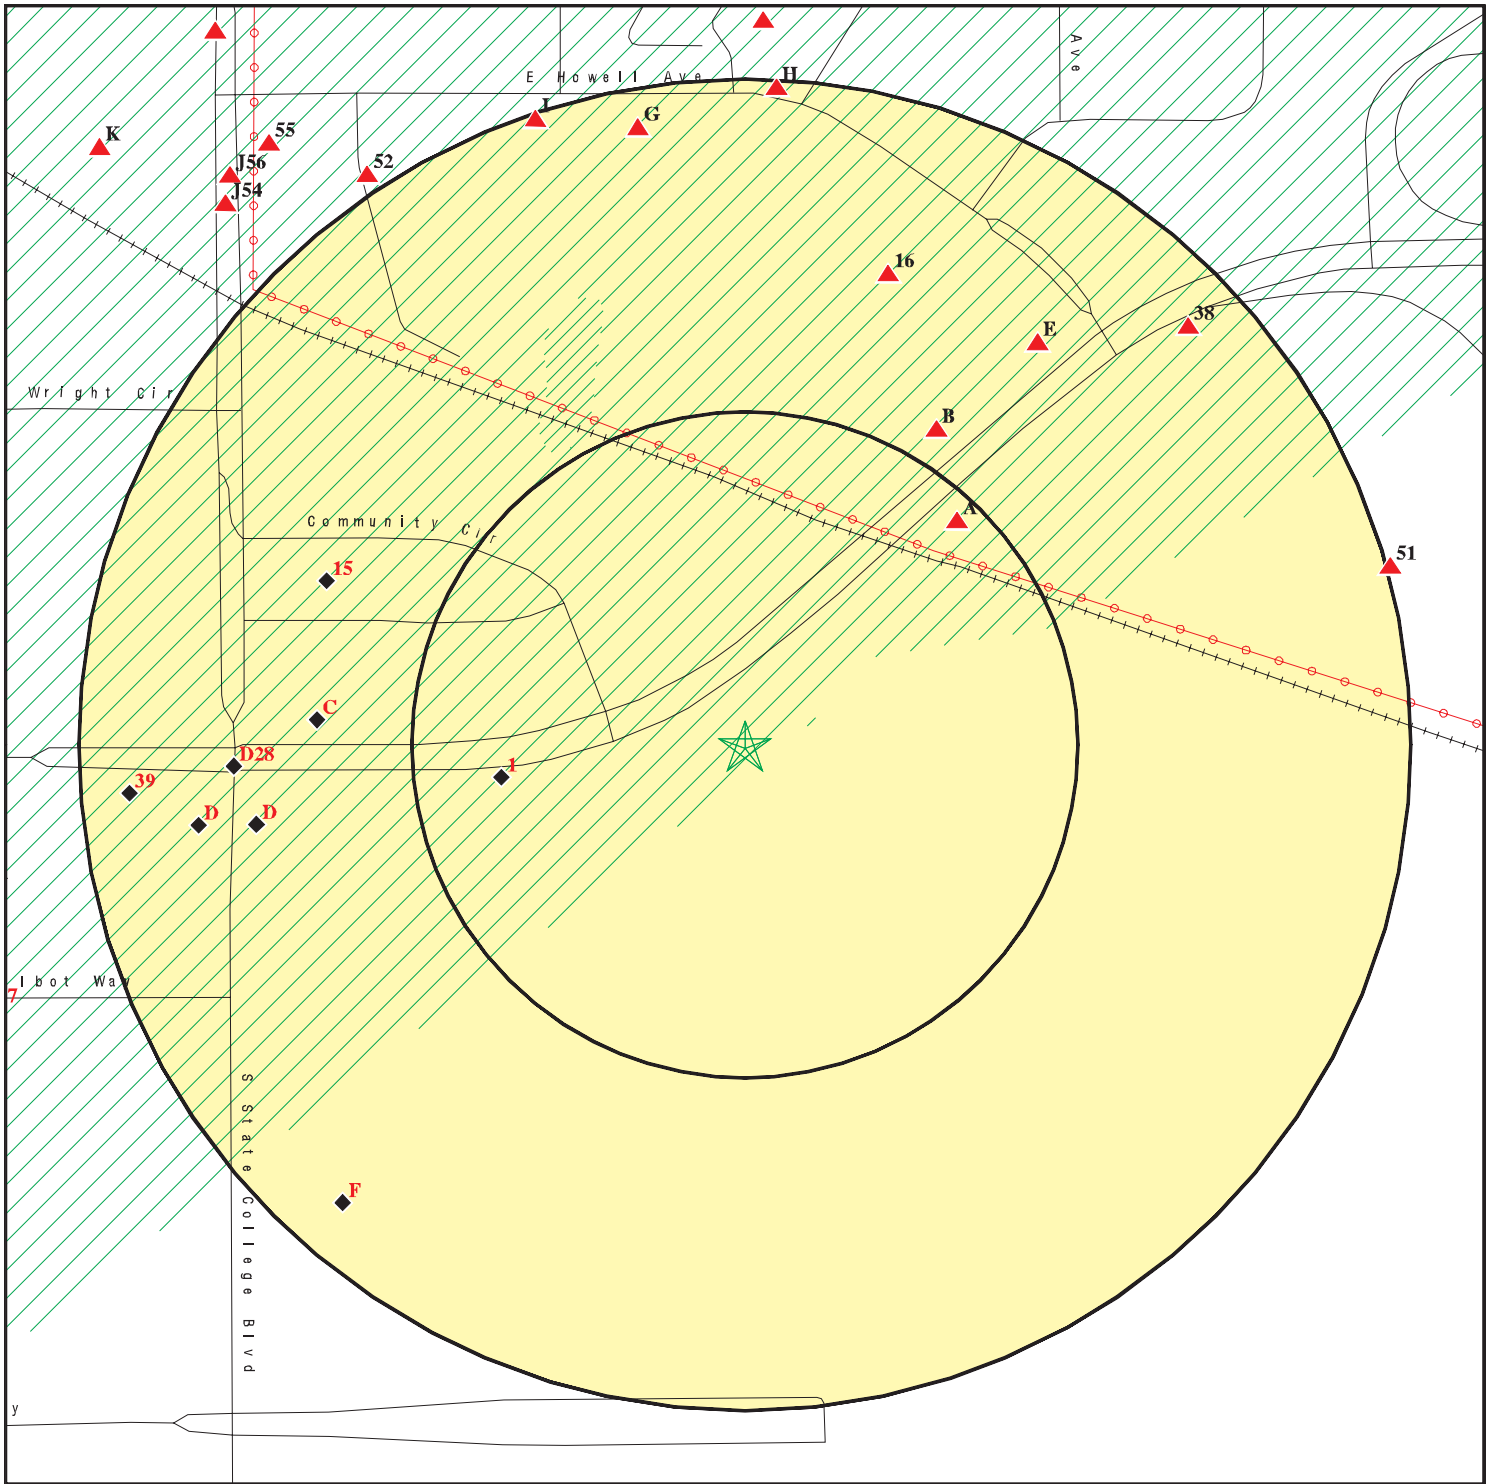 Ave
E Howell Ave
H
I
G
K
55
J56
52
J54
16
38
E
Wright Cir
B
A
Community Cir
51
15
C
D28
1
39
D
D
lbot Way
7
S State College Blvd
F
y